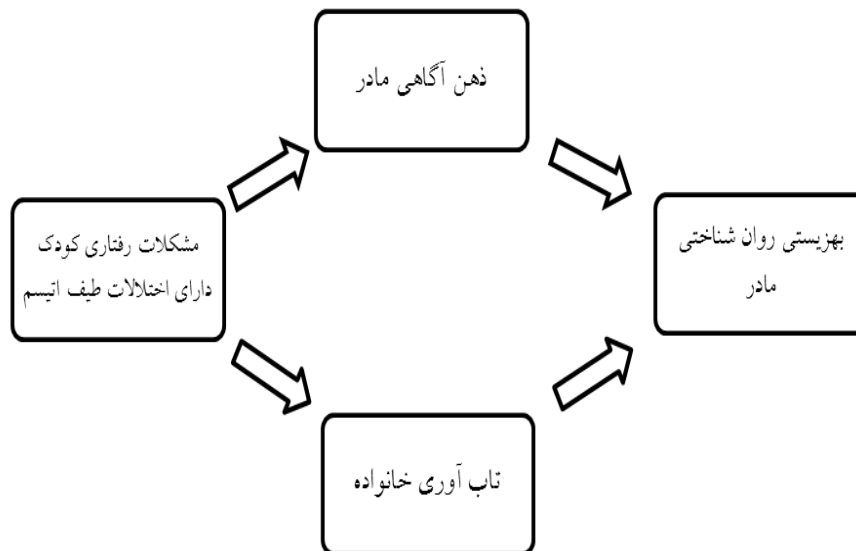 ذهن آگاهی مادر
مشکلات رفتاری کودک
دارای اختلالات طیف اتیسم
بهزیستی روان شناختی
مادر
تاب آوری خانواده